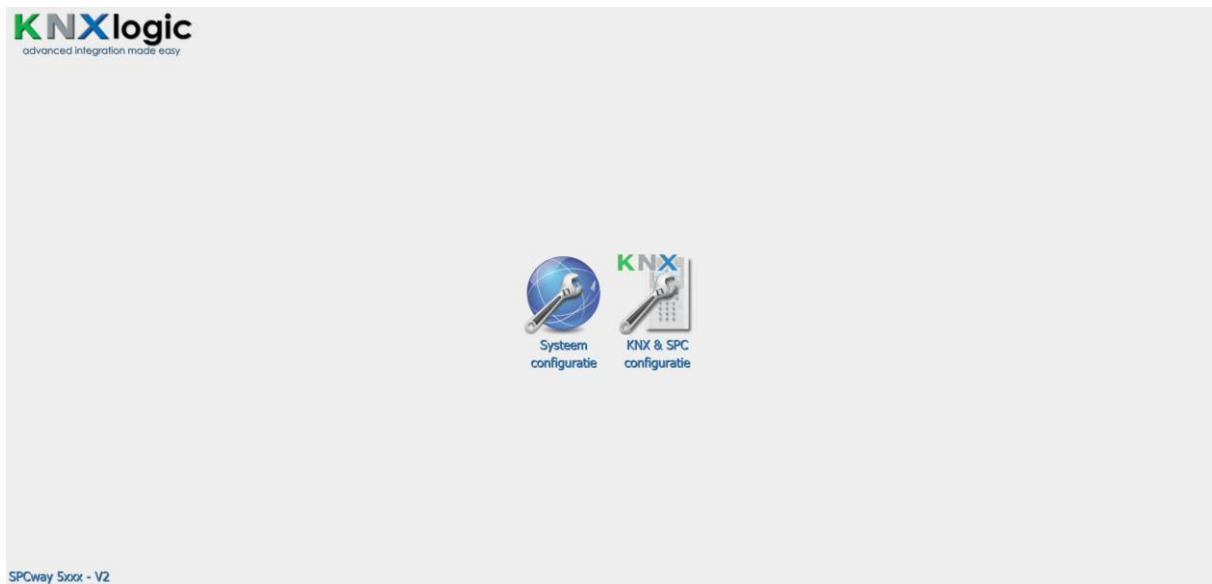 KNXlogic
advanced integration made easy
KNX
Systeem
configuratie
KNX & SPC
configuratie
SPCway 5xxx - V2